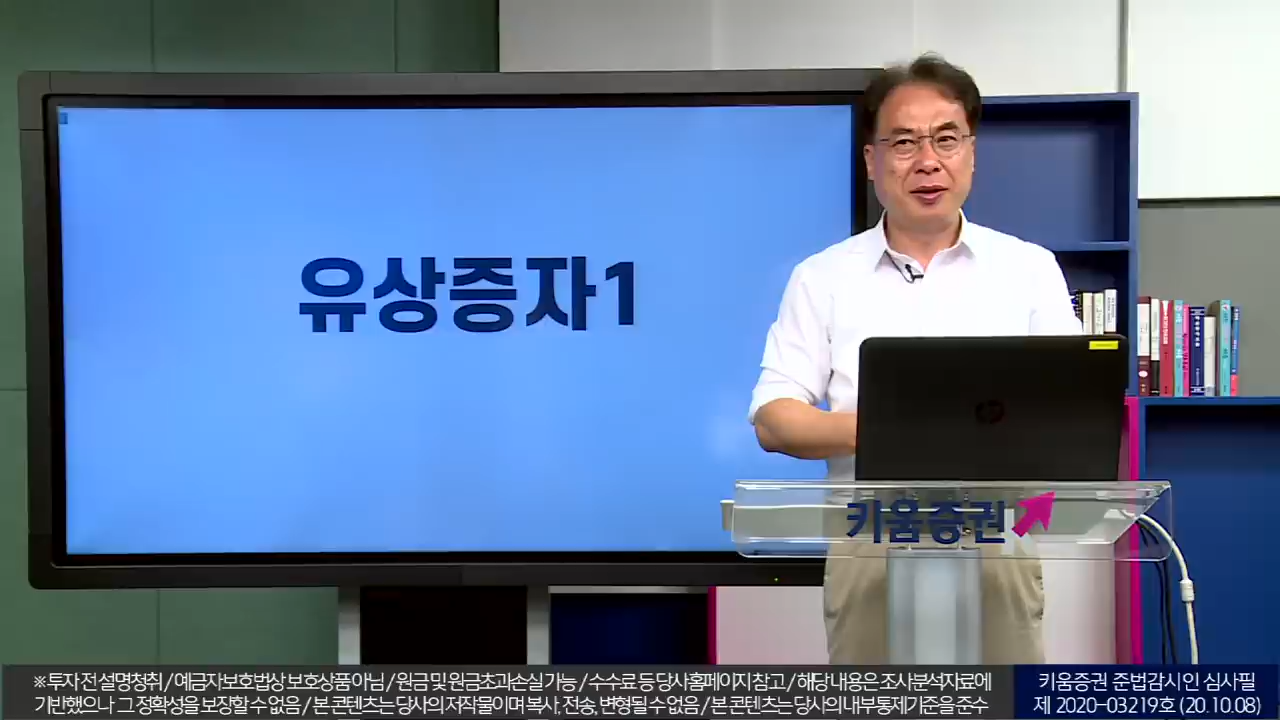 유상증자1
키움증권
※ 투자 전 설명청취 / 예금자보호법상 보호상품 아님 / 원금 및 원금초과손실 가능 / 수수료 등 당사홈페이지 참고 / 해당 내용은 조사분석자료에
기반했으나 그 정확성을 보장할 수 없음 / 본 콘텐츠는 당사의 저작물이며 복사, 전송, 변형될 수 없음 / 본 콘텐츠는 당사의 내부통제기준을 준수
키움증권 준법감시인 심사필
제 2020-03219호 (20.10.08)